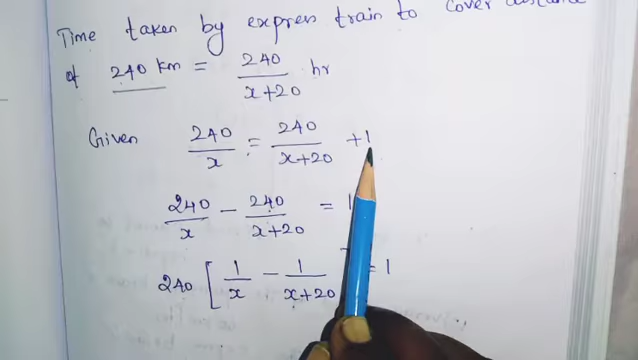 Time taken by express train to cover distance
of 240 km = 240/x+20 hr
Given 240/x = 240/x+20 +1
240/x - 240/x+20 = 1
240 [ 1/x - 1/x+20 ] = 1